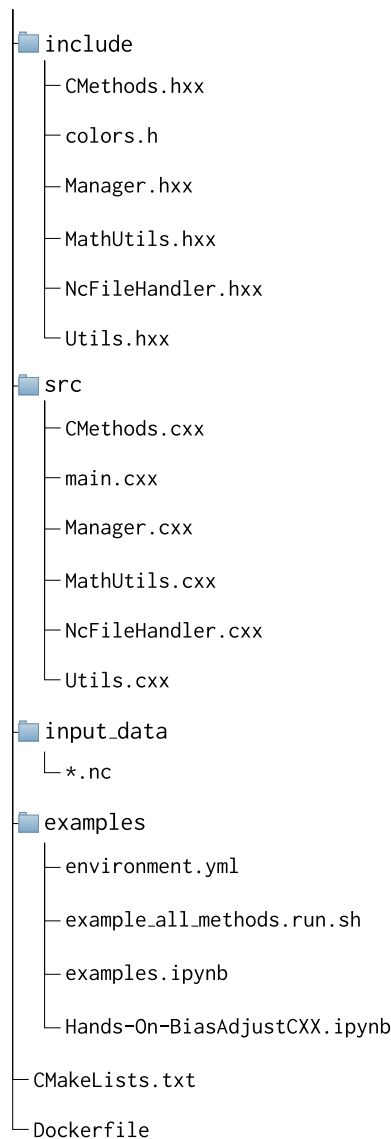 include
CMethods.hxx
colors.h
Manager.hxx
MathUtils.hxx
NcFileHandler.hxx
Utils.hxx
src
CMethods.cxx
main.cxx
Manager.cxx
MathUtils.cxx
NcFileHandler.cxx
Utils.cxx
input_data
*.nc
examples
environment.yml
example_all_methods.run.sh
examples.ipynb
Hands-On-BiasAdjustCXX.ipynb
CMakeLists.txt
Dockerfile